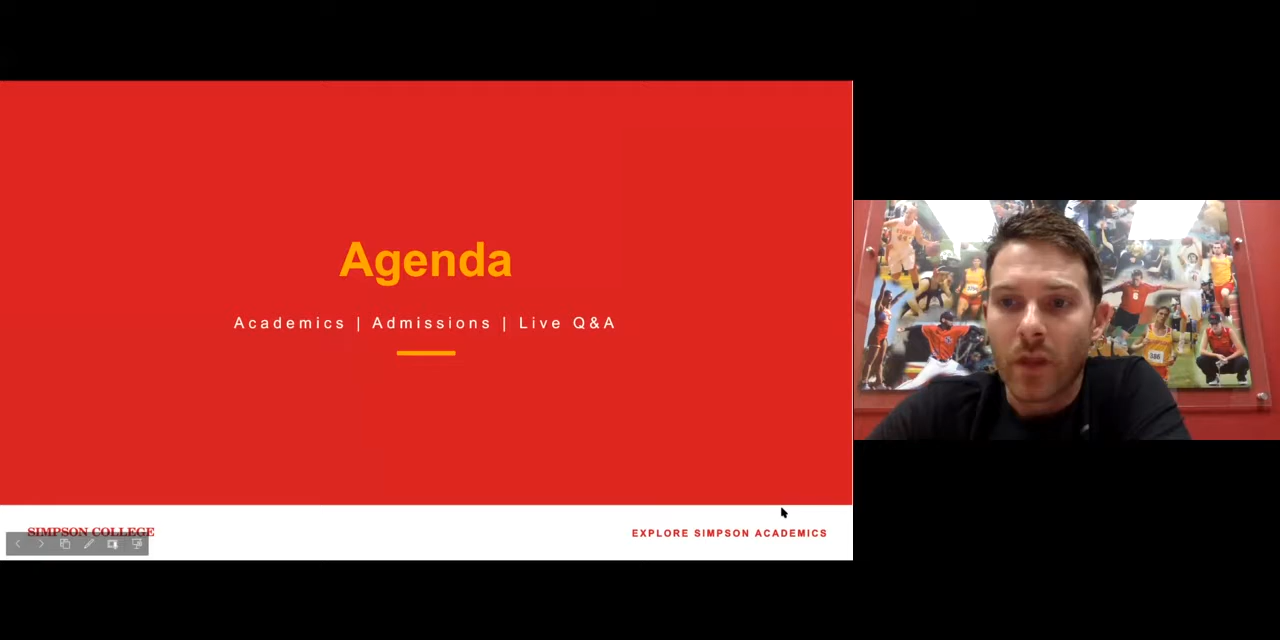 Agenda
Academics | Admissions | Live Q&A
SIMPSON COLLEGE
EXPLORE SIMPSON ACADEMICS